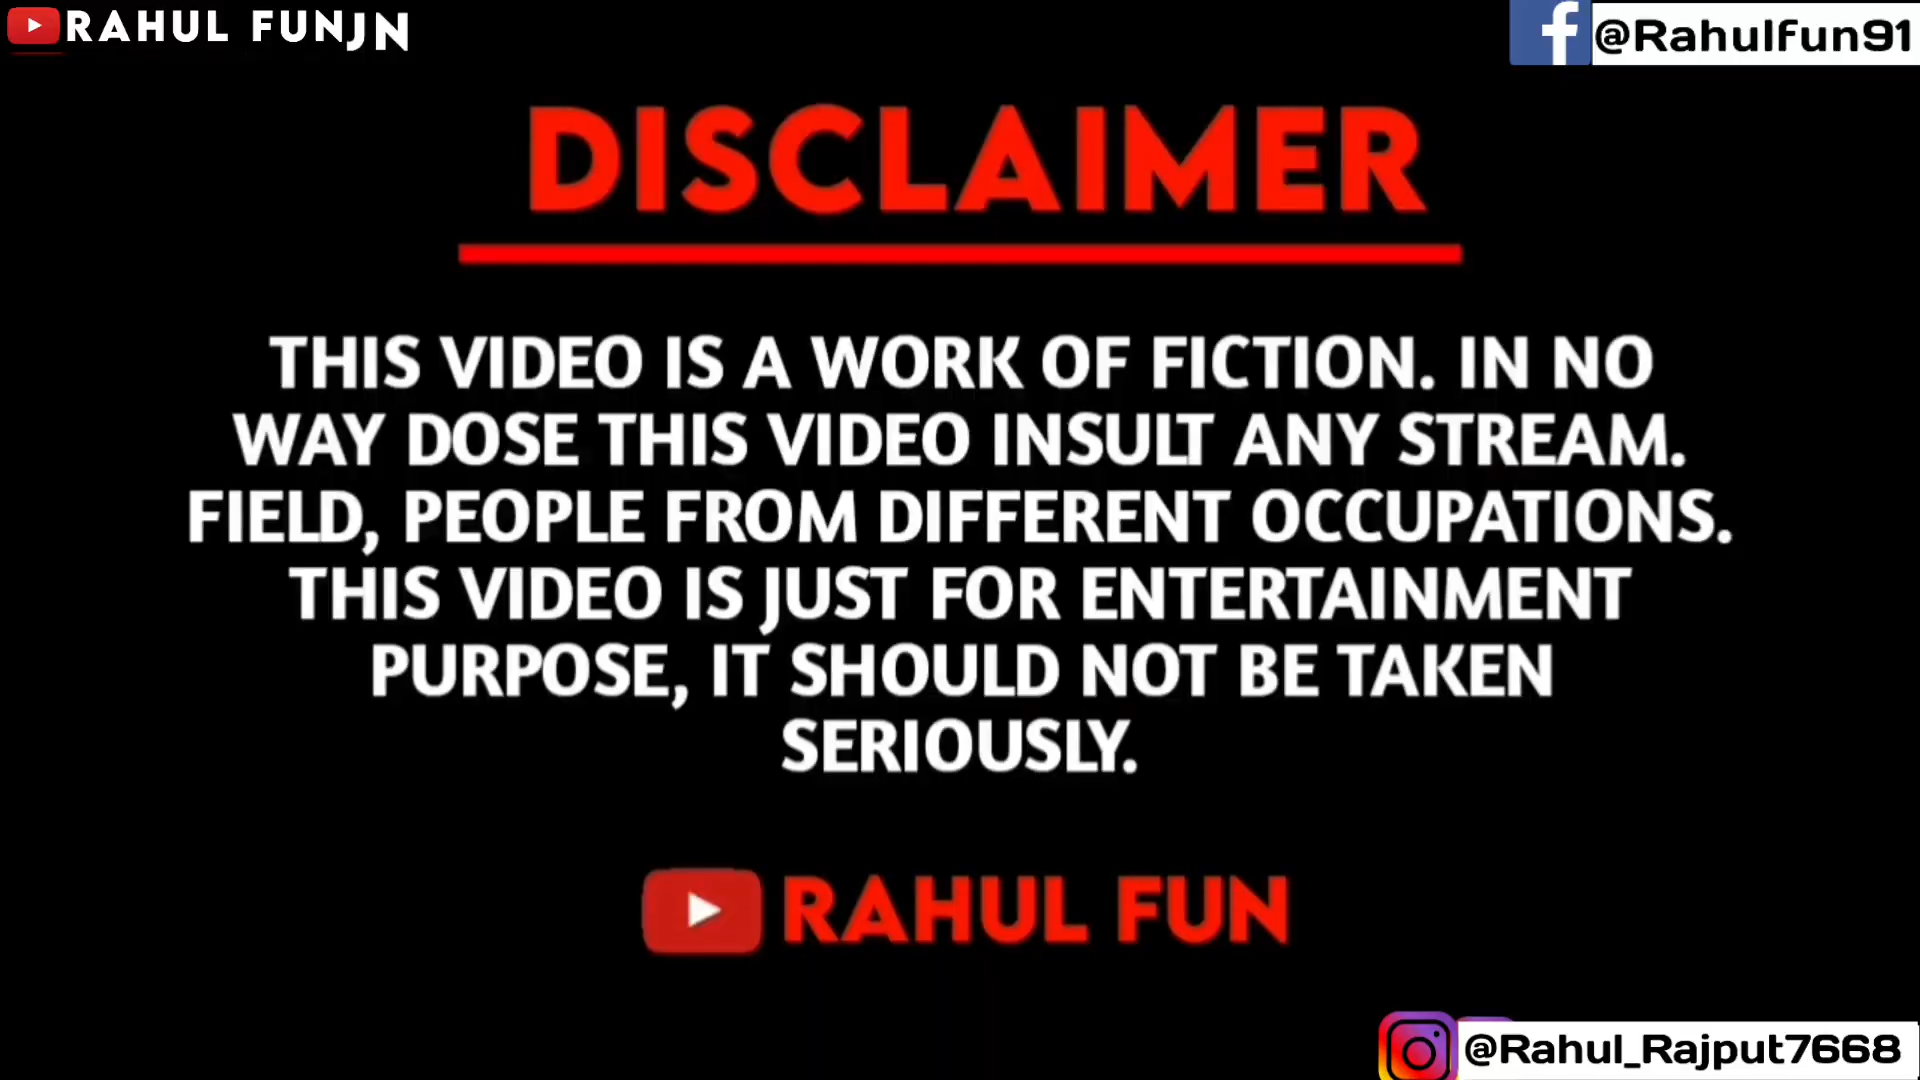 RAHUL FUNJN
@Rahulfun91
DISCLAIMER
THIS VIDEO IS A WORK OF FICTION. IN NO
WAY DOSE THIS VIDEO INSULT ANY STREAM.
FIELD, PEOPLE FROM DIFFERENT OCCUPATIONS.
THIS VIDEO IS JUST FOR ENTERTAINMENT
PURPOSE, IT SHOULD NOT BE TAKEN
SERIOUSLY.
RAHUL FUN
@Rahul_Rajput7668